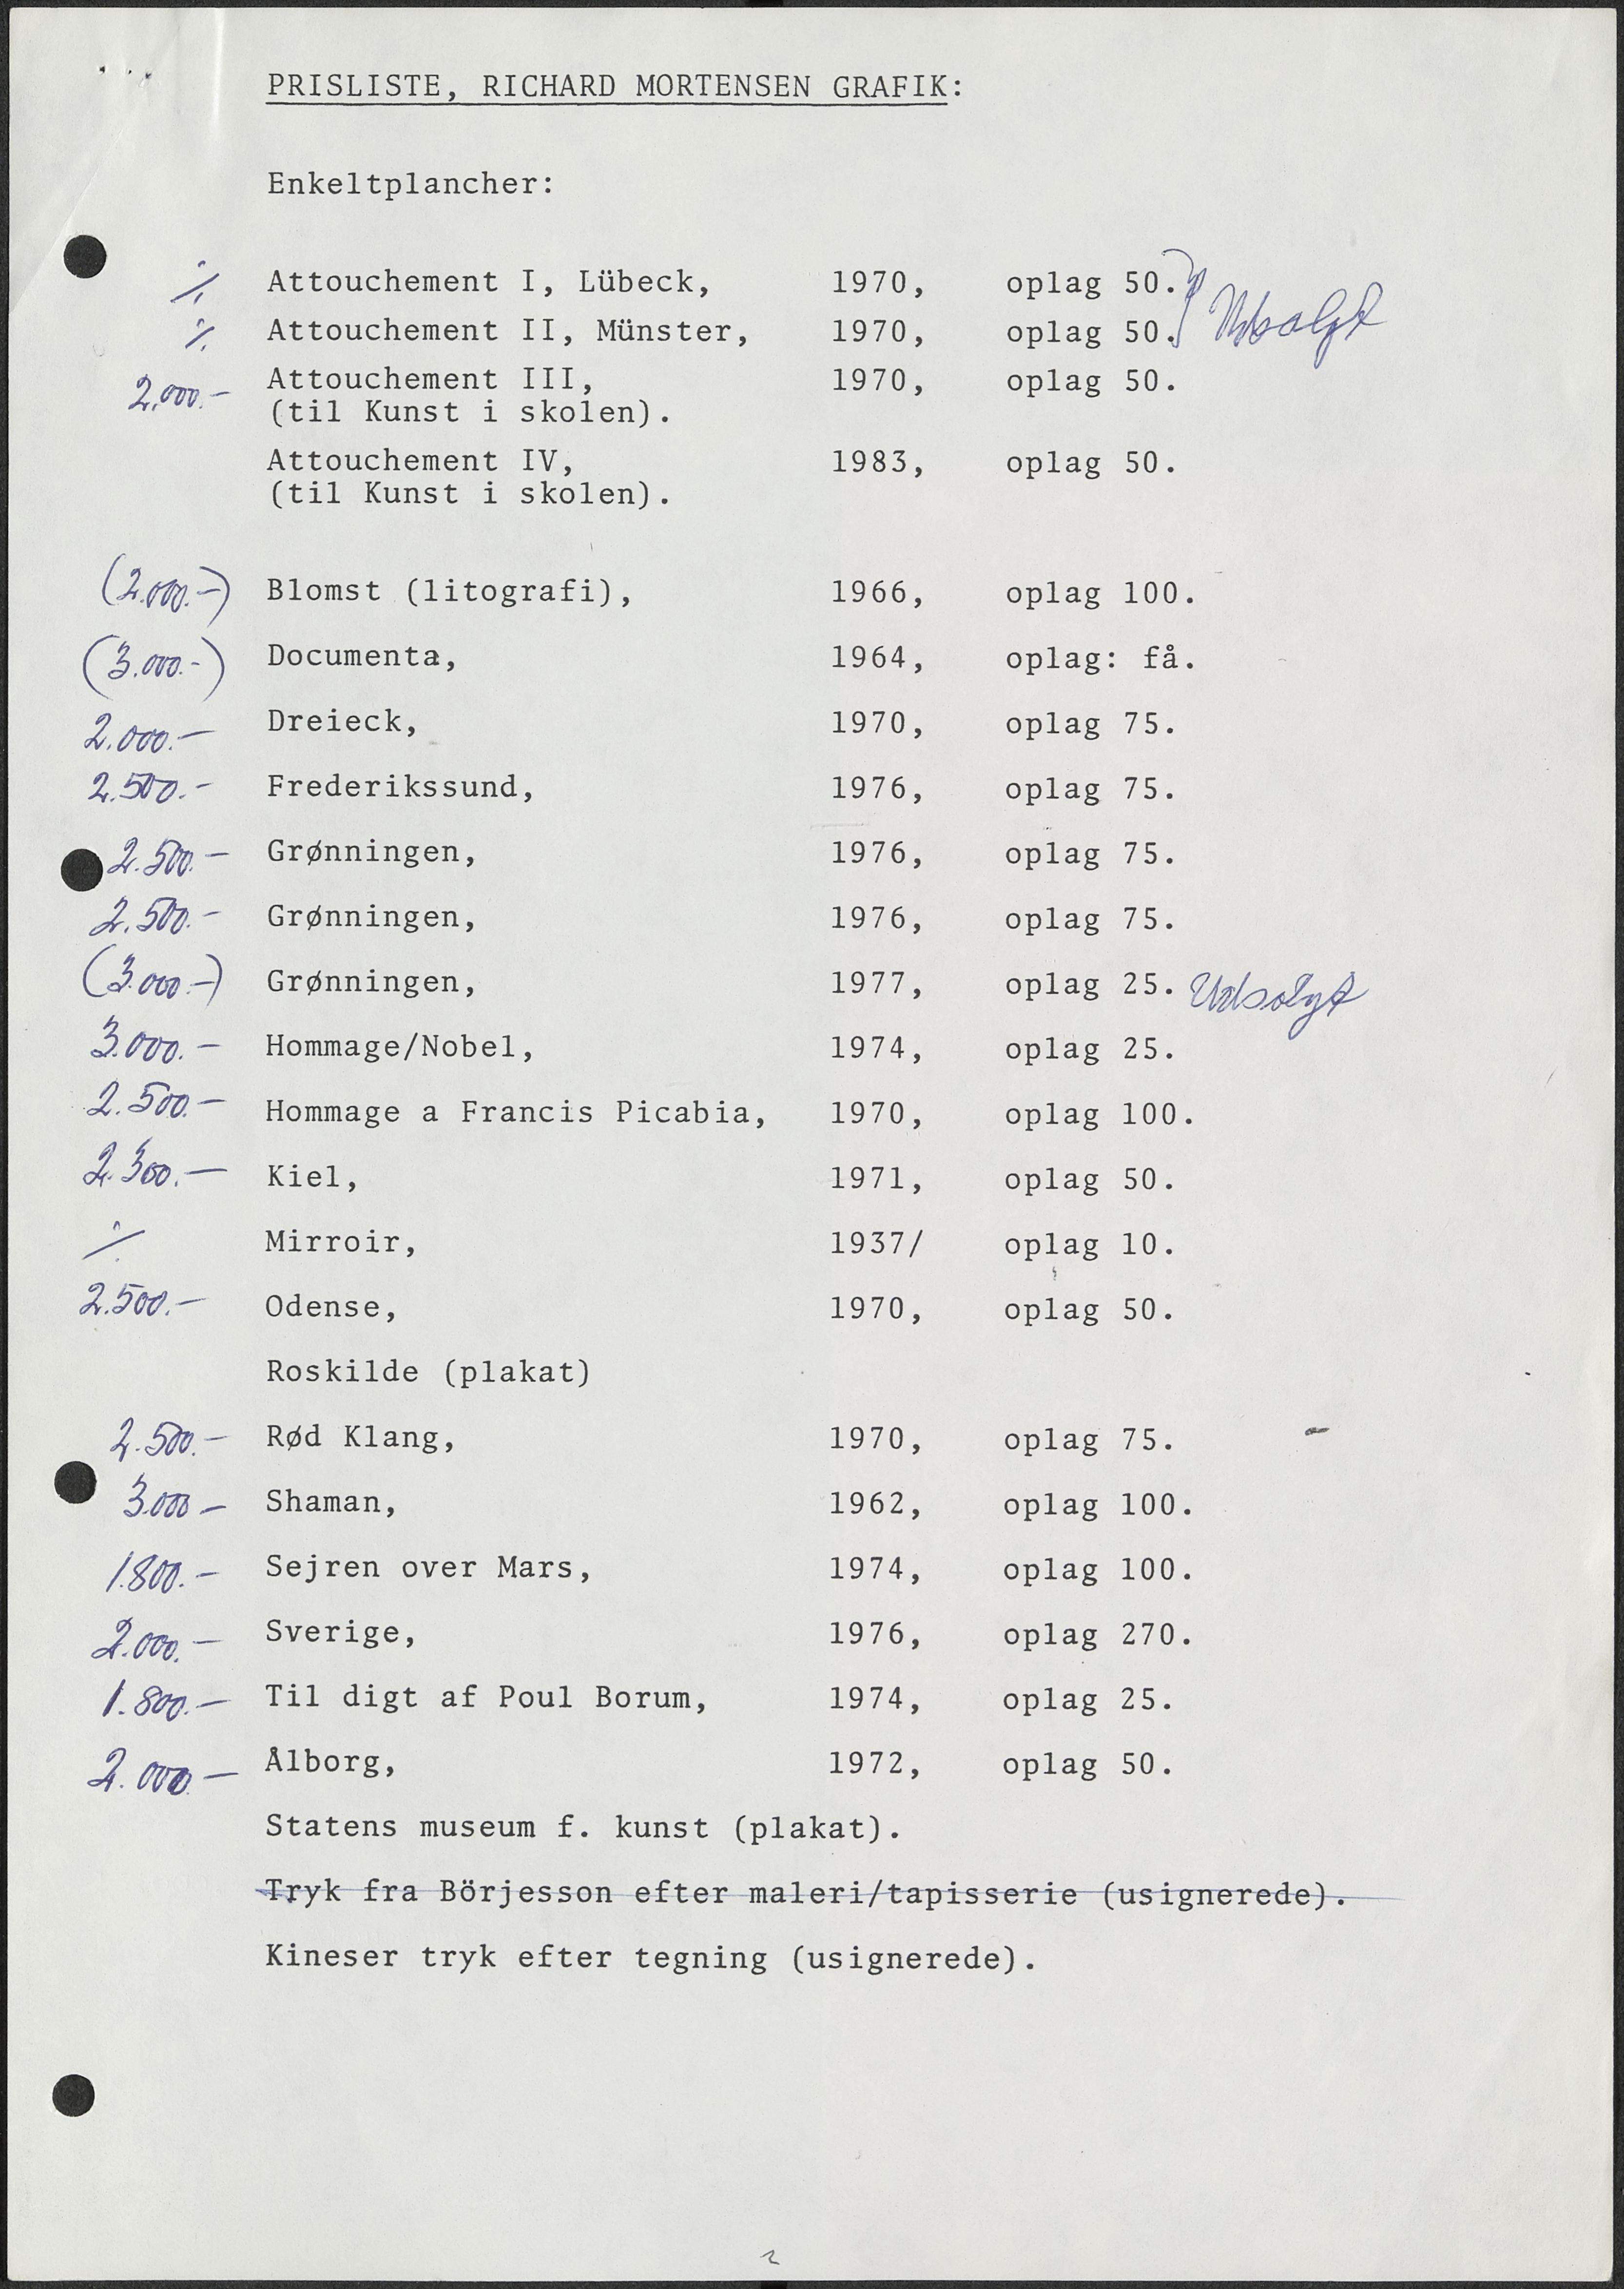 PRISLISTE, RICHARD MORTENSEN GRAFIK:
Enkeltplancher:
% Attouchement I, Lübeck, 1970, oplag 50. } Udsolgt
% Attouchement II, Münster, 1970, oplag 50.
2.000.- Attouchement III, 1970, oplag 50.
(til Kunst i skolen).
Attouchement IV, 1983, oplag 50.
(til Kunst i skolen).
(2.000.-) Blomst (litografi), 1966, oplag 100.
(3.000.-) Documenta, 1964, oplag: få.
2.000.- Dreieck, 1970, oplag 75.
2.500.- Frederikssund, 1976, oplag 75.
2.500.- Grønningen, 1976, oplag 75.
2.500.- Grønningen, 1976, oplag 75.
(3.000.-) Grønningen, 1977, oplag 25. Udsolgt
3.000.- Hommage/Nobel, 1974, oplag 25.
2.500.- Hommage a Francis Picabia, 1970, oplag 100.
2.300.- Kiel, 1971, oplag 50.
% Mirroir, 1937/ oplag 10.
2.500.- Odense, 1970, oplag 50.
Roskilde (plakat)
2.500.- Rød Klang, 1970, oplag 75.
3.000- Shaman, 1962, oplag 100.
1.800.- Sejren over Mars, 1974, oplag 100.
2.000.- Sverige, 1976, oplag 270.
1.800.- Til digt af Poul Borum, 1974, oplag 25.
2.000.- Ålborg, 1972, oplag 50.
Statens museum f. kunst (plakat).
Tryk fra Börjesson efter maleri/tapisserie (usignerede).
Kineser tryk efter tegning (usignerede).